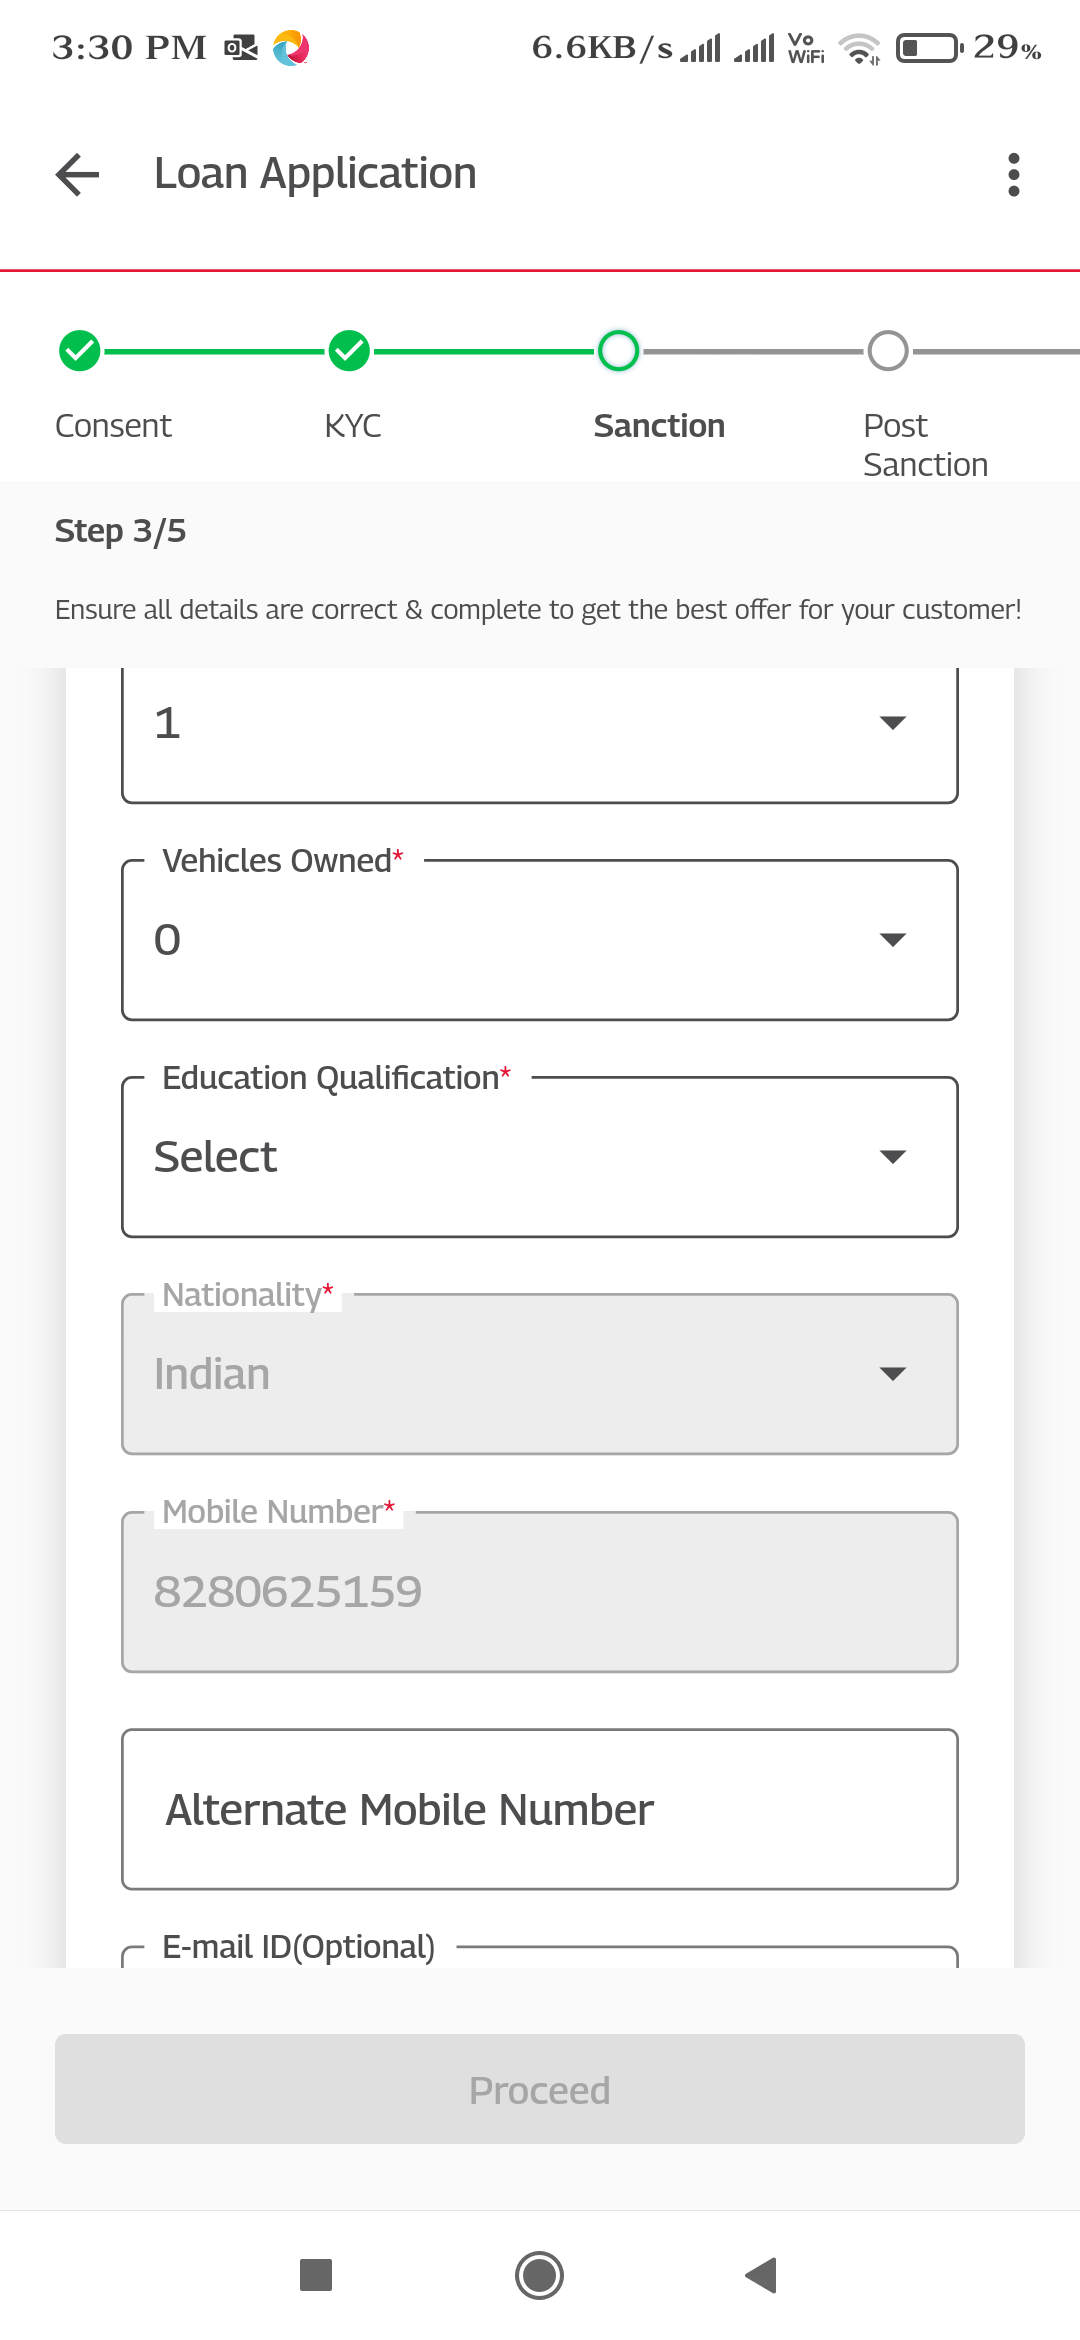 3:30 PM 6.6KB/s Vo WiFi 29%
Loan Application
Consent KYC Sanction Post Sanction
Step 3/5
Ensure all details are correct & complete to get the best offer for your customer!
1
Vehicles Owned*
0
Education Qualification*
Select
Nationality*
Indian
Mobile Number*
8280625159
Alternate Mobile Number
E-mail ID(Optional)
Proceed